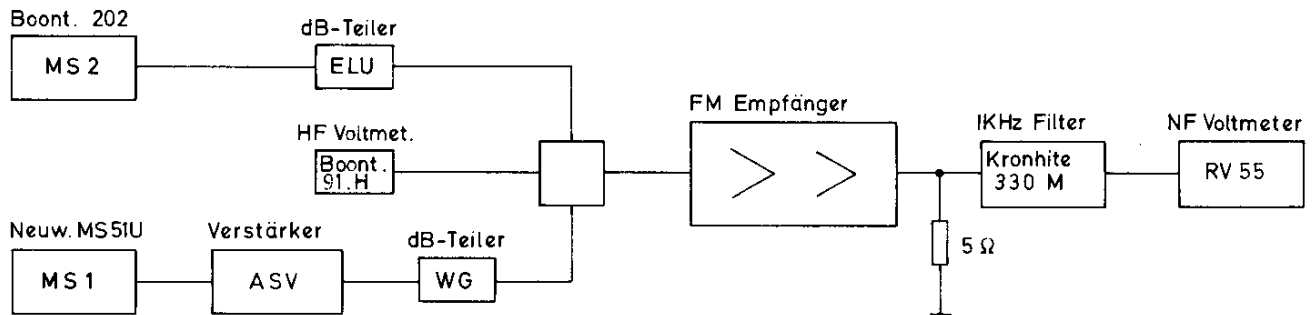 Boont. 202
MS 2
dB-Teiler
ELU
HF Voltmet.
Boont.
91.H
FM Empfänger
1KHz Filter
Kronhite
330 M
NF Voltmeter
RV 55
5 Ω
Neuw. MS51U
MS 1
Verstärker
ASV
dB-Teiler
WG